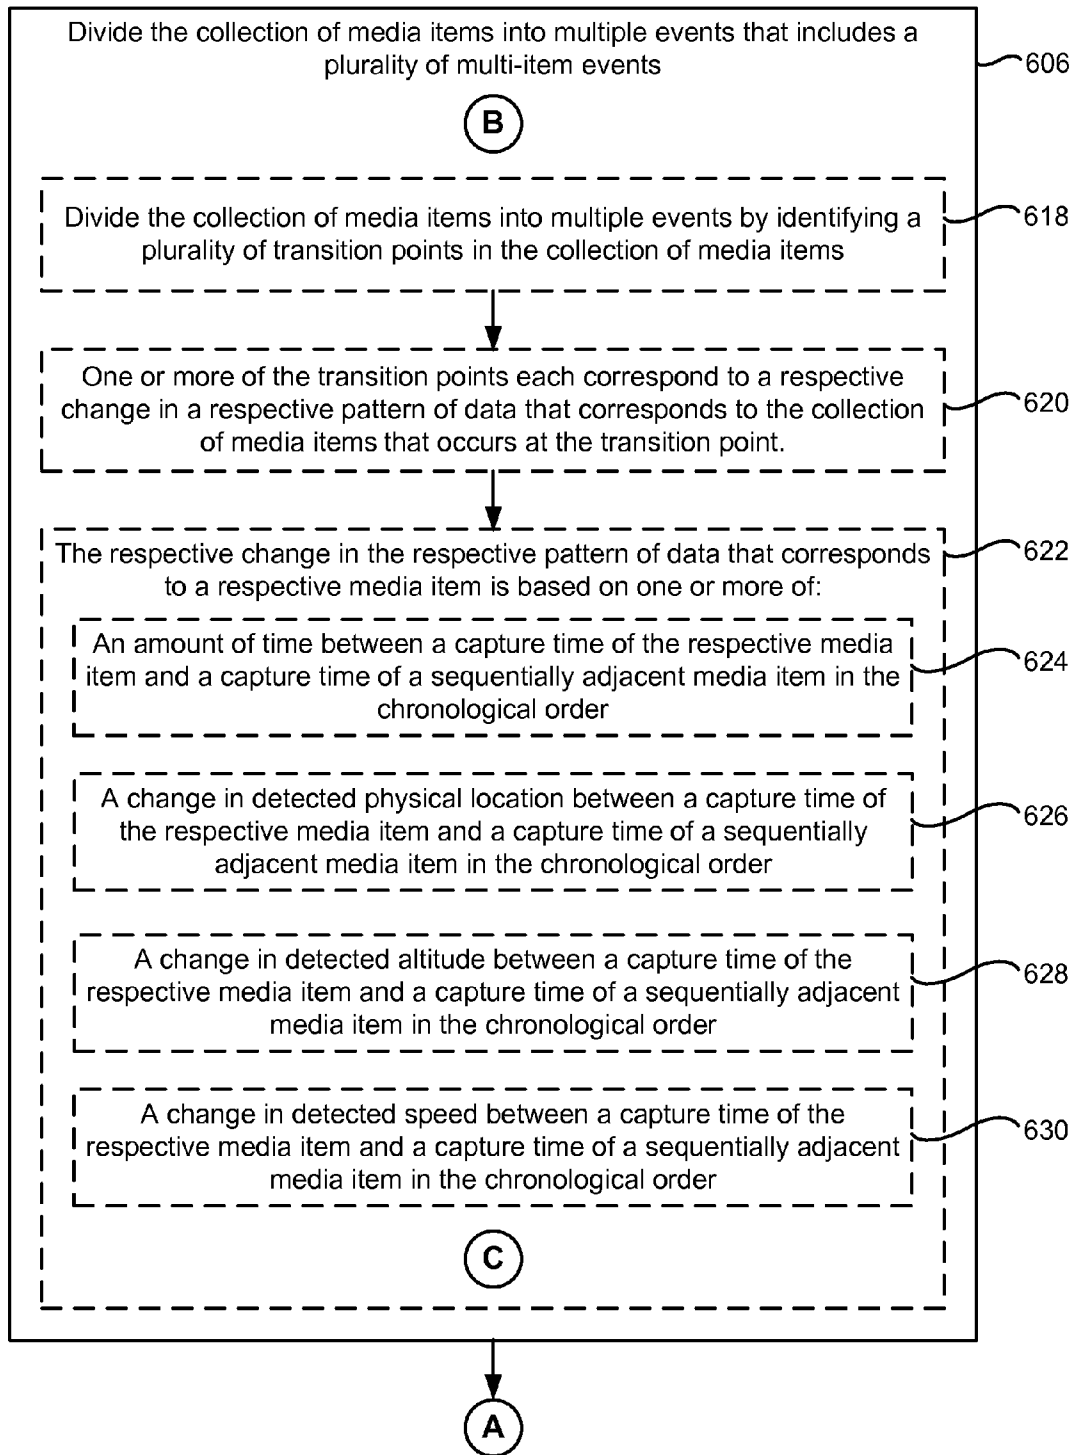 Divide the collection of media items into multiple events that includes a
plurality of multi-item events
606
B
Divide the collection of media items into multiple events by identifying a
plurality of transition points in the collection of media items
618
One or more of the transition points each correspond to a respective
change in a respective pattern of data that corresponds to the collection
of media items that occurs at the transition point.
620
The respective change in the respective pattern of data that corresponds
to a respective media item is based on one or more of:
622
An amount of time between a capture time of the respective media
item and a capture time of a sequentially adjacent media item in the
chronological order
624
A change in detected physical location between a capture time of
the respective media item and a capture time of a sequentially
adjacent media item in the chronological order
626
A change in detected altitude between a capture time of the
respective media item and a capture time of a sequentially adjacent
media item in the chronological order
628
A change in detected speed between a capture time of the
respective media item and a capture time of a sequentially adjacent
media item in the chronological order
630
C
A